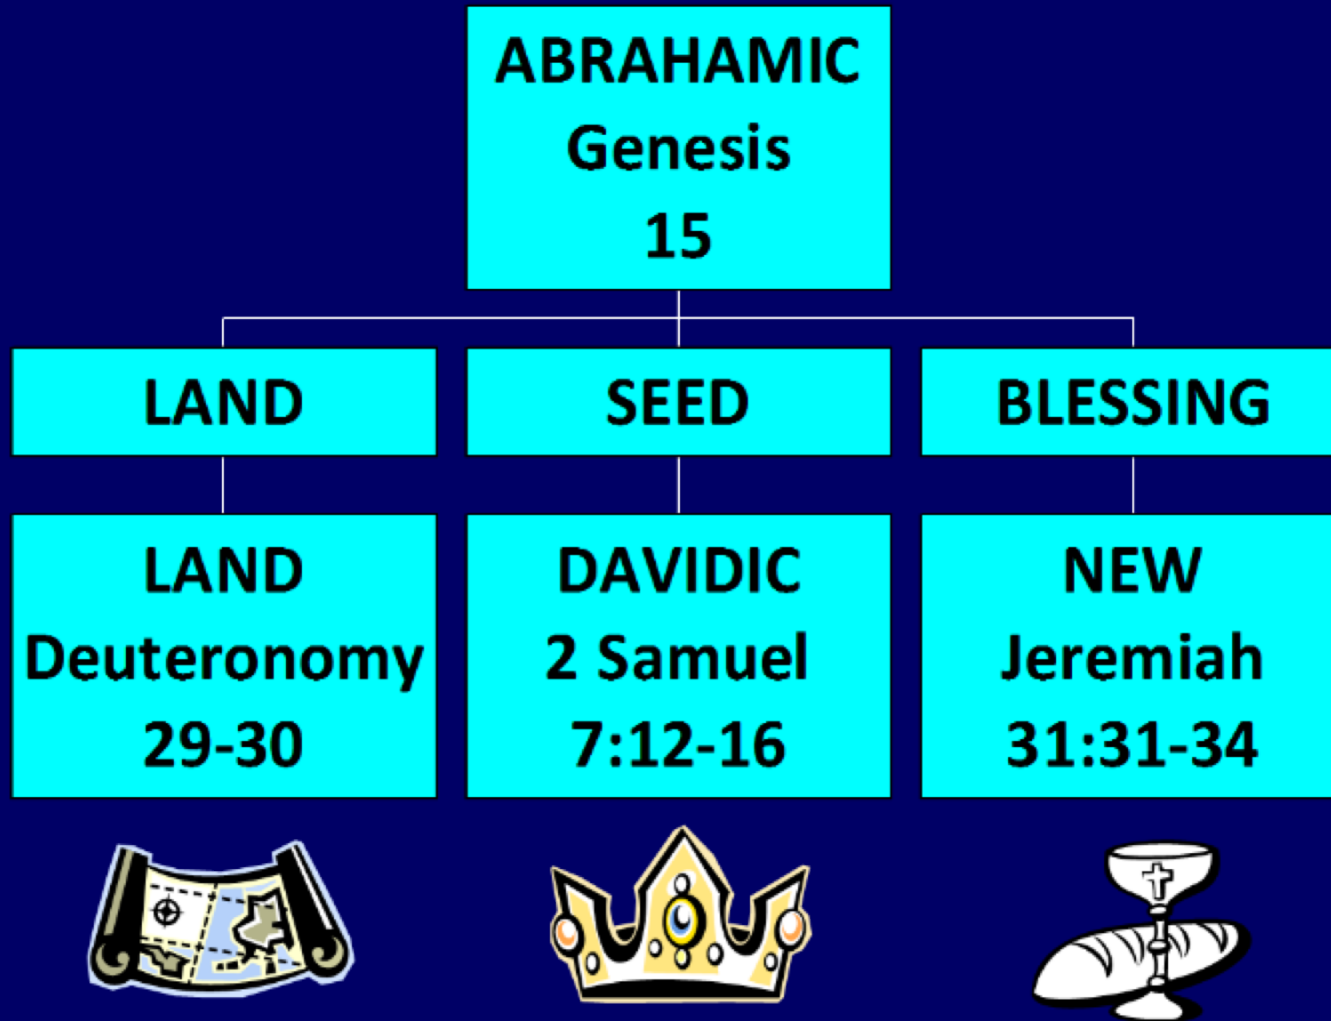 ABRAHAMIC
Genesis
15
LAND
SEED
BLESSING
LAND
Deuteronomy
29-30
DAVIDIC
2 Samuel
7:12-16
NEW
Jeremiah
31:31-34